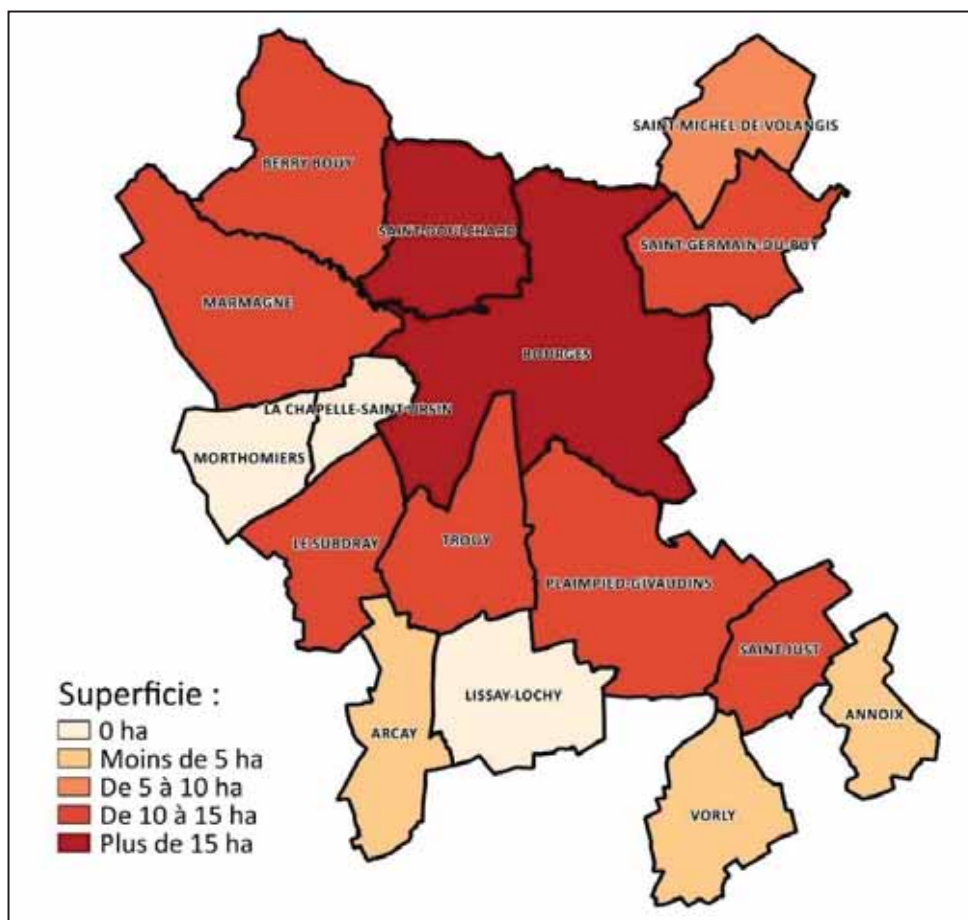 SAINT-MICHEL-DE-VOLANGIS
BERRY BOUY
SAINT-DOULCHARD
SAINT-GERMAIN-DU-PUY
MARMAGNE
BOURGES
LA CHAPELLE-SAINT-URSIN
MORTHOMIERS
LE SUBDRAY
TROUY
PLAIMPIED-GIVAUDINS
SAINT-JUST
LISSAY-LOCHY
ANNOIX
ARCAY
VORLY
Superficie :
0 ha
Moins de 5 ha
De 5 à 10 ha
De 10 à 15 ha
Plus de 15 ha